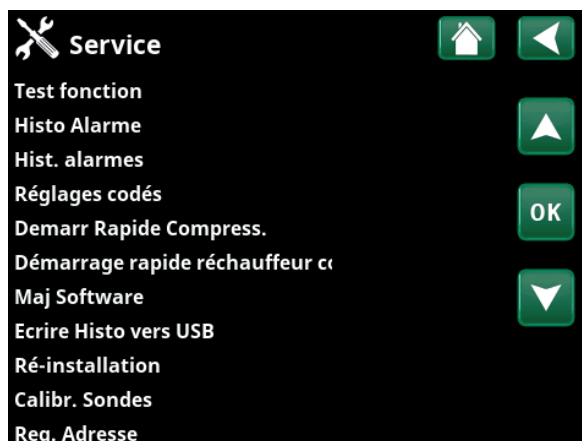 Service
Test fonction
Histo Alarme
Hist. alarmes
Réglages codés
OK
Demarr Rapide Compress.
Démarrage rapide réchauffeur
Maj Software
Ecrire Histo vers USB
Ré-installation
Calibr. Sondes
Reg. Adresse